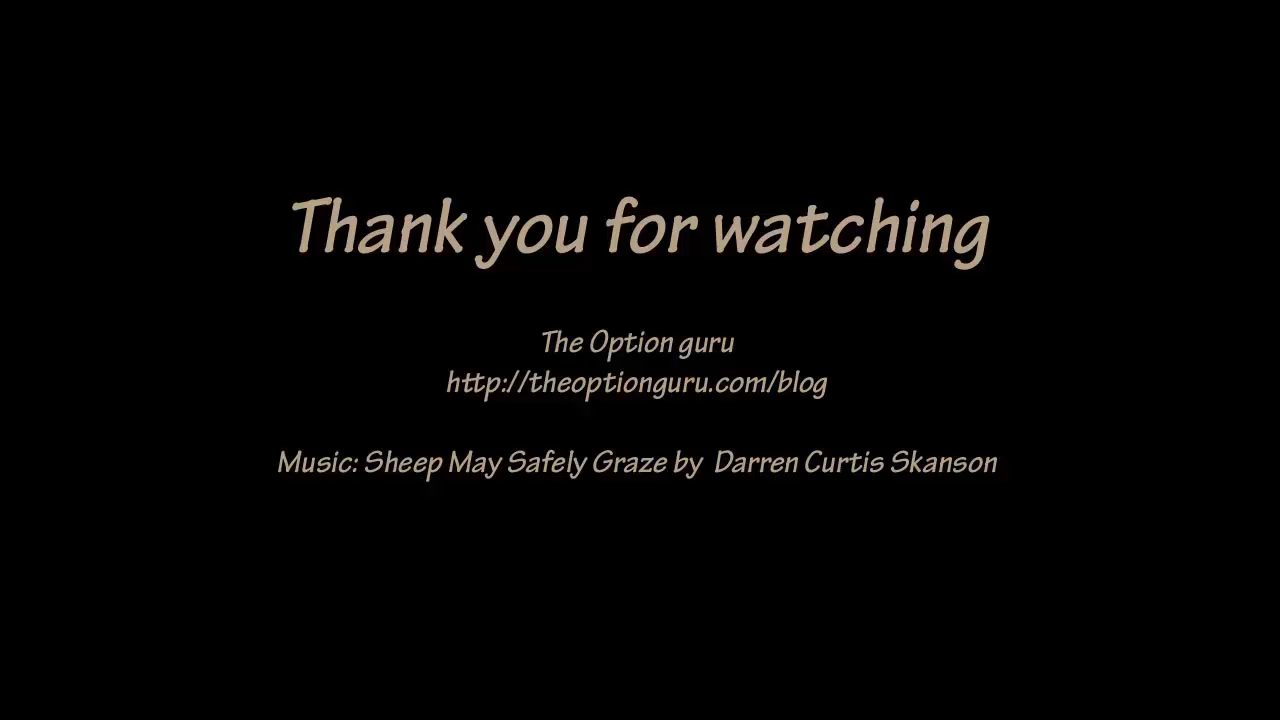 Thank you for watching
The Option guru
http://theoptionguru.com/blog
Music: Sheep May Safely Graze by  Darren Curtis Skanson